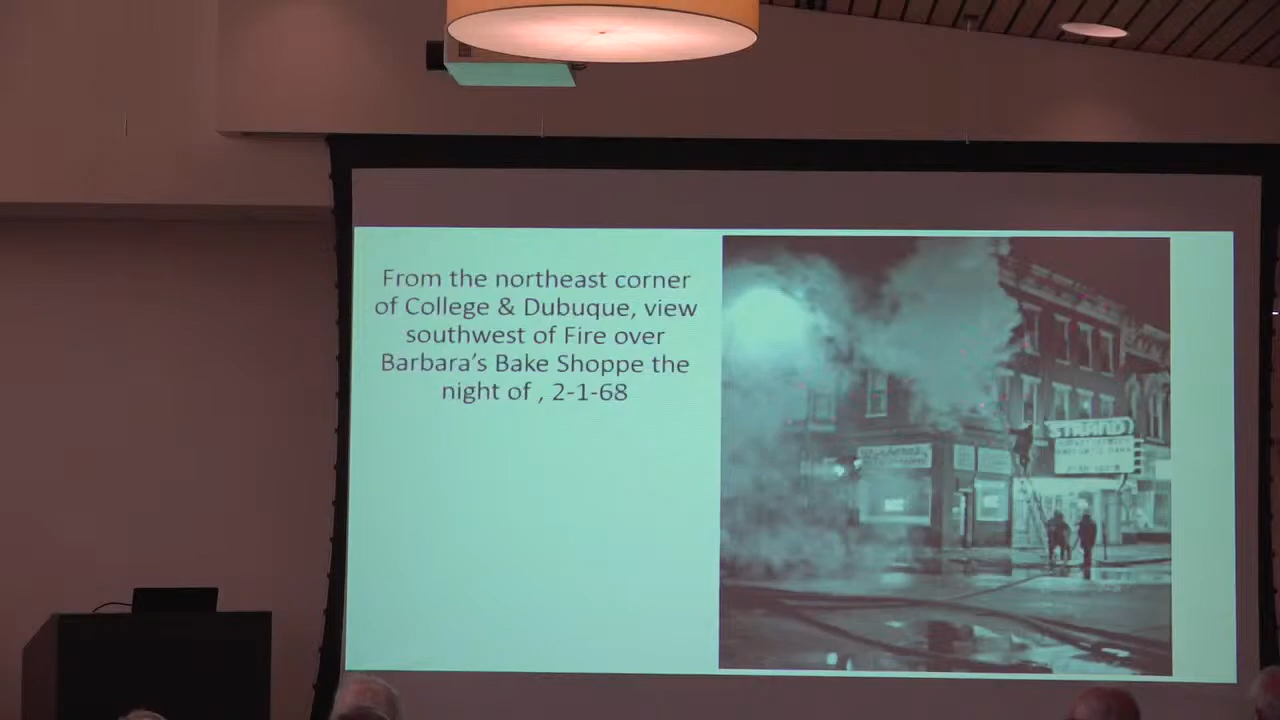 From the northeast corner
of College & Dubuque, view
southwest of Fire over
Barbara’s Bake Shoppe the
night of , 2-1-68
STRAND